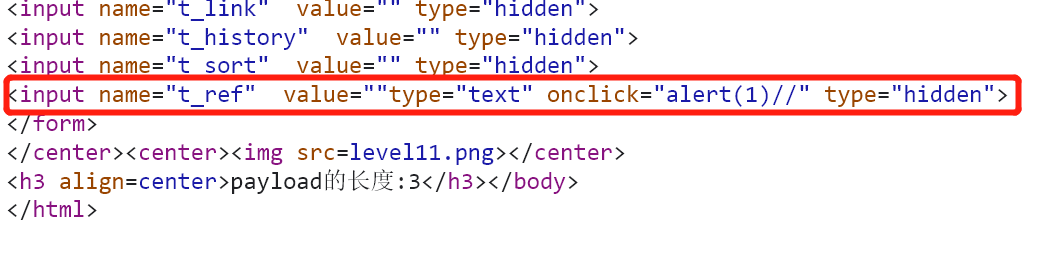 <input name="t_link"  value="" type="hidden">
<input name="t_history"  value="" type="hidden">
<input name="t_sort"  value="" type="hidden">
<input name="t_ref"  value=""type="text" onclick="alert(1)//" type="hidden">
</form>
</center><center><img src=level11.png></center>
<h3 align=center>payload的长度:3</h3></body>
</html>